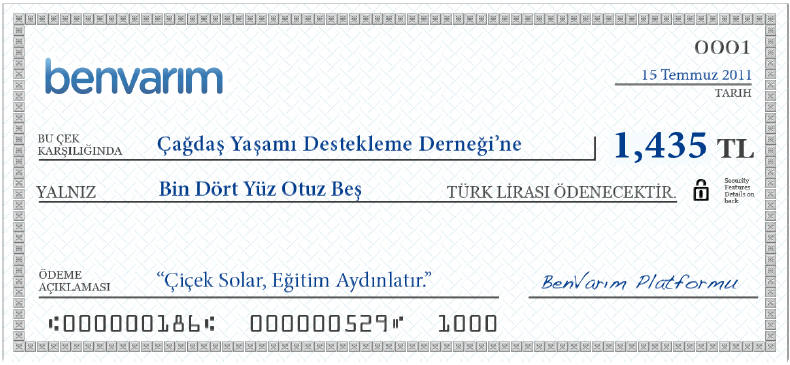 0001
benvarım
15 Temmuz 2011
TARIH
BU ÇEK
KARŞILIĞINDA
Çağdaş Yaşamı Destekleme Derneği’ne
1,435 TL
YALNIZ
Bin Dört Yüz Otuz Beş
TÜRK LİRASI ÖDENECEKTİR.
Security
Features
Details on
back
ÖDEME
AÇIKLAMASI
“Çiçek Solar, Eğitim Aydınlatır.”
BenVarım Platformu
⑆000000186⑆ 000000529⑈ 1000